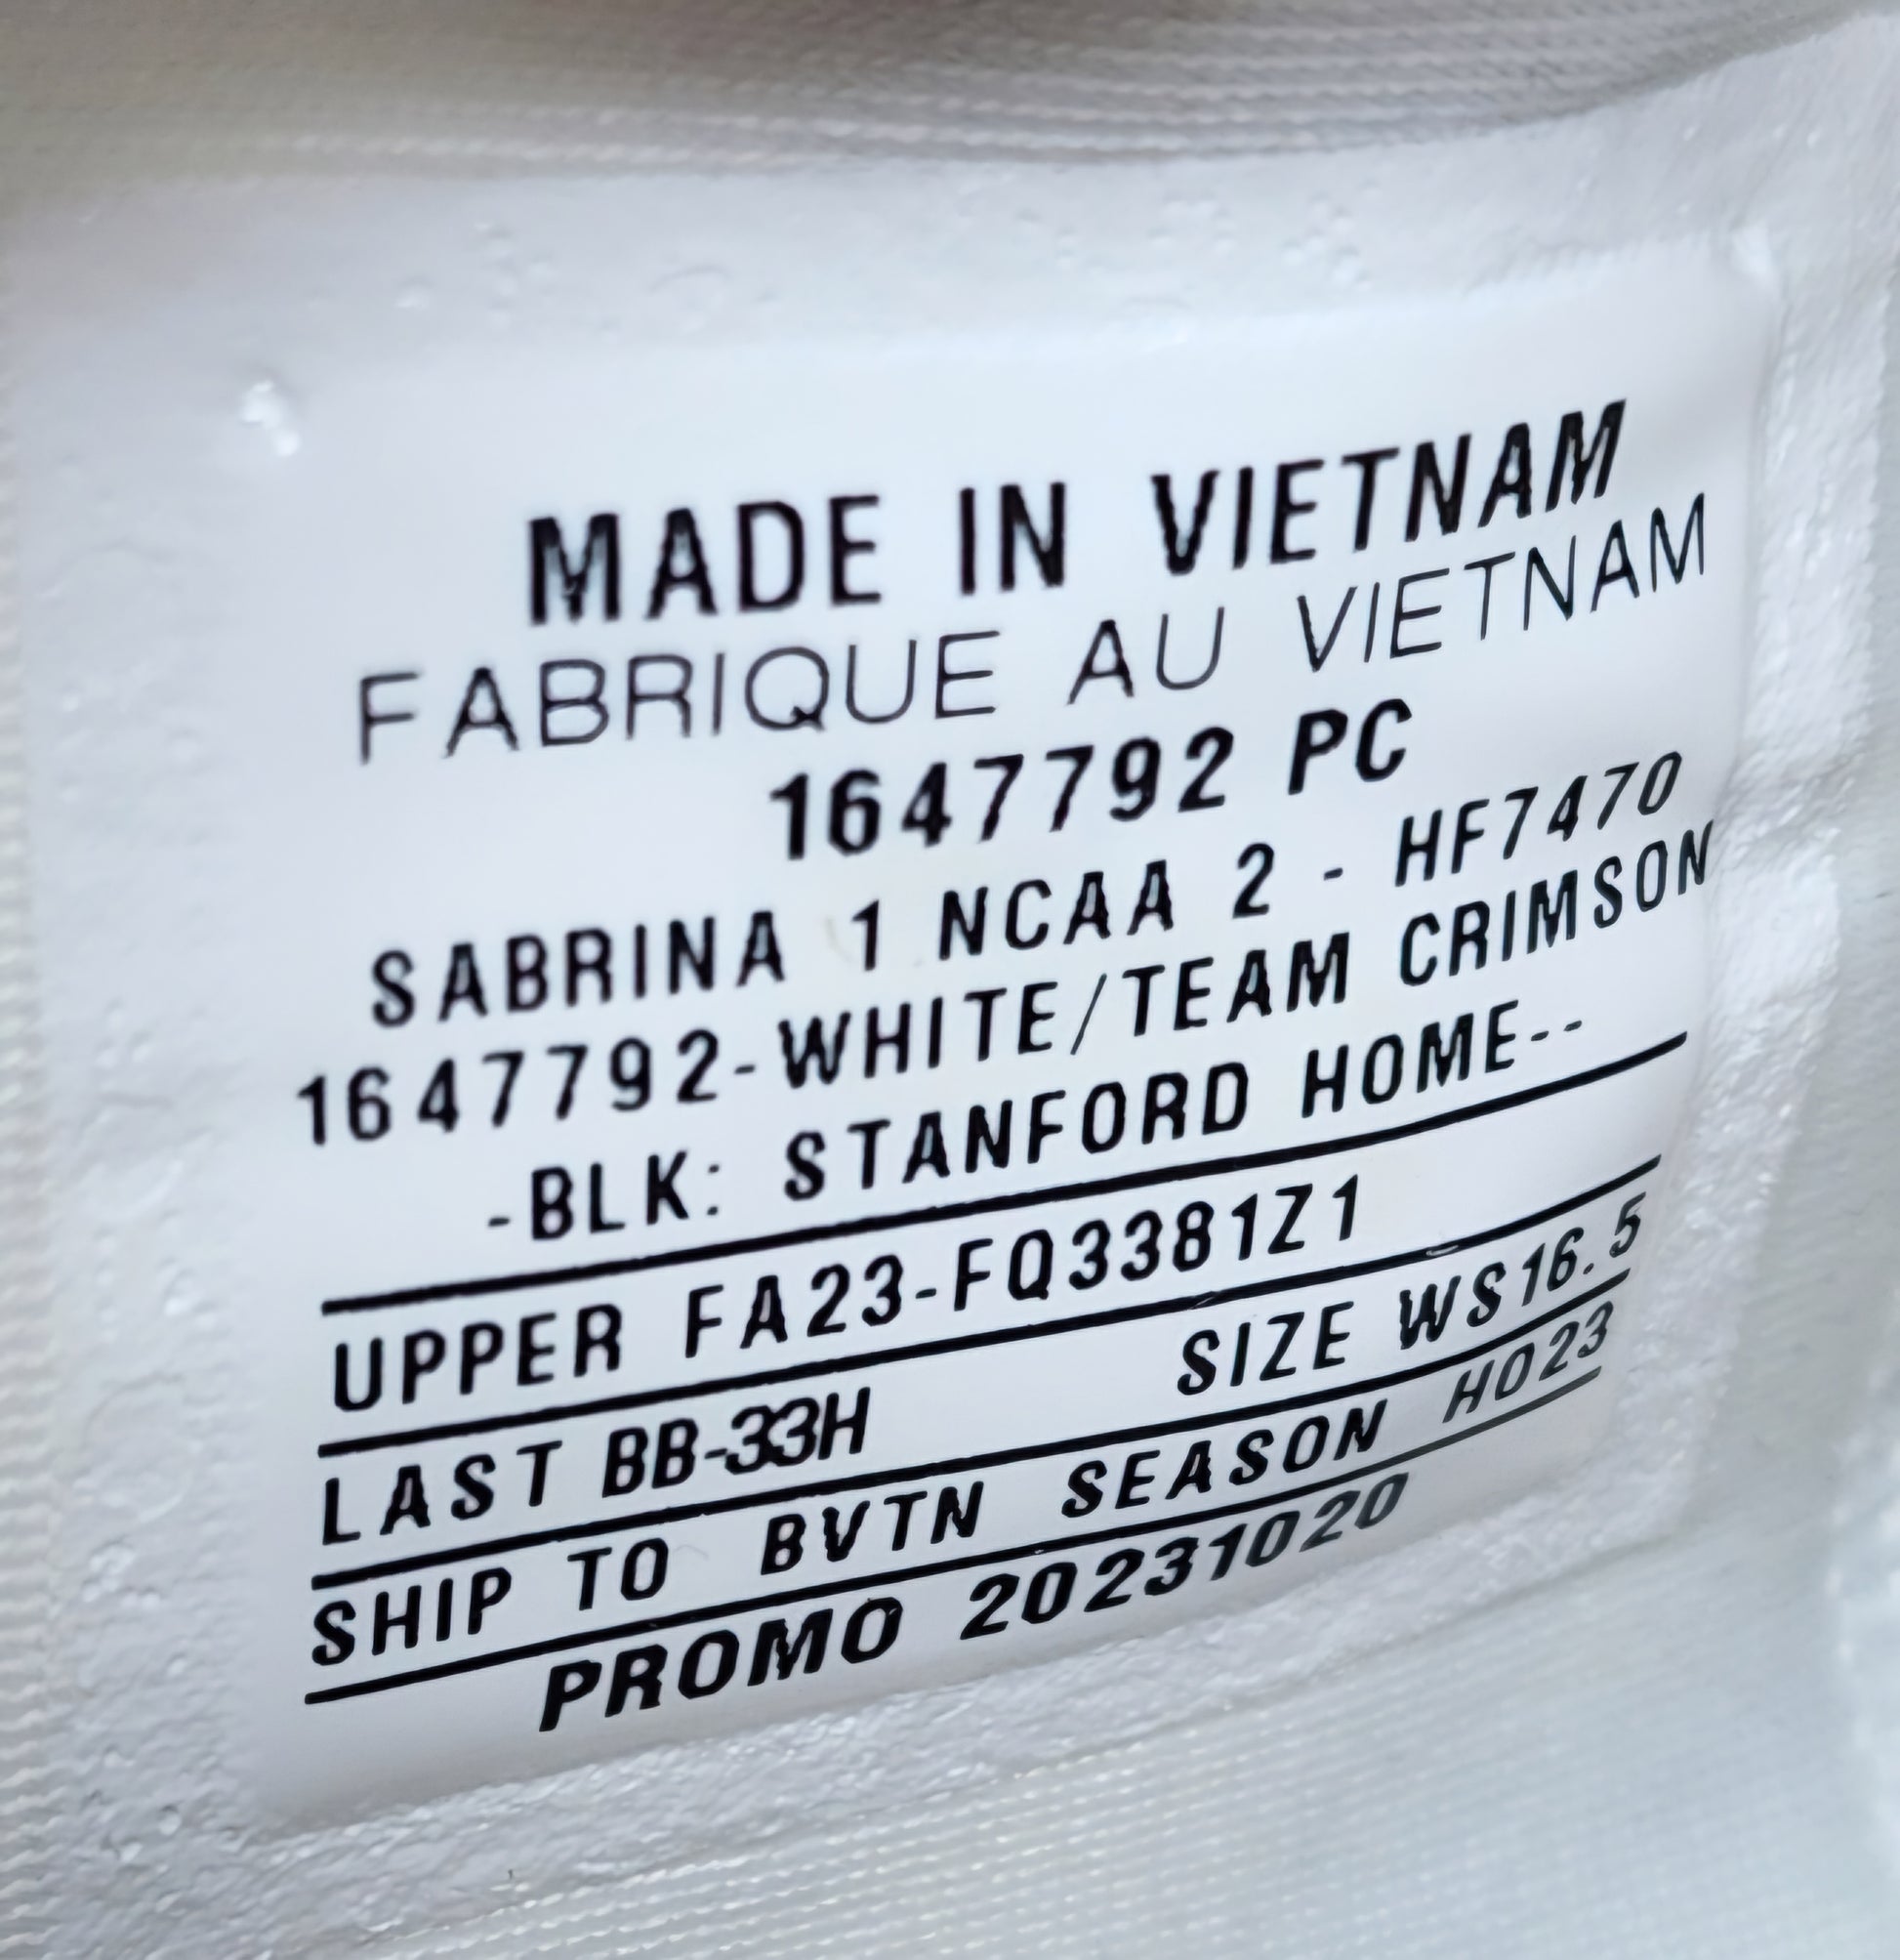 MADE IN VIETNAM
FABRIQUE AU VIETNAM
1647792 PC
SABRINA 1 NCAA 2 - HF7470
1647792-WHITE/TEAM CRIMSON
-BLK: STANFORD HOME--
UPPER FA23-FQ3381Z1
LAST BB-33H SIZE WS16.5
SHIP TO BVTN SEASON HO23
PROMO 20231020